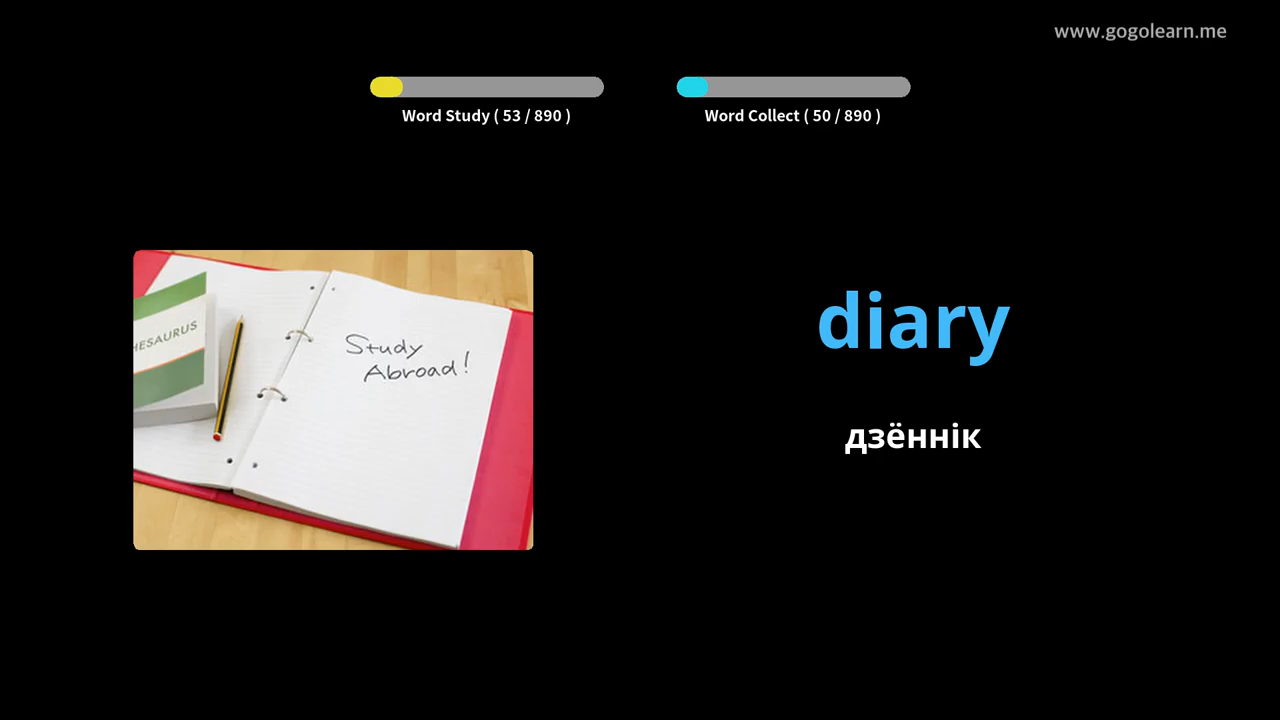 www.gogolearn.me
Word Study ( 53 / 890 )
Word Collect ( 50 / 890 )
HESAURUS
Study
Abroad!
diary
дзённік